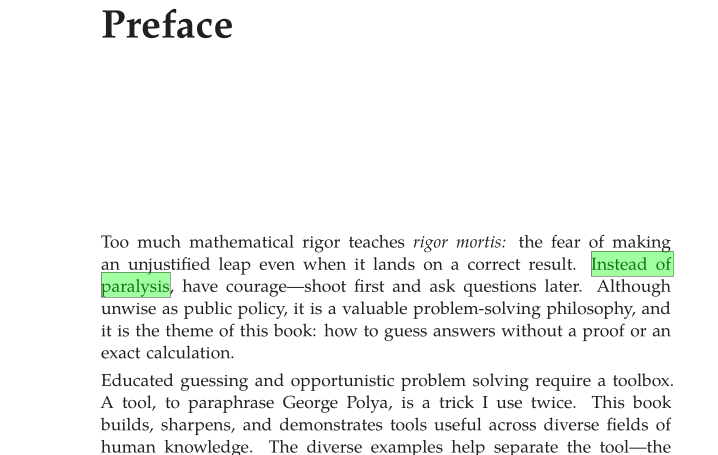 Preface
Too much mathematical rigor teaches rigor mortis: the fear of making
an unjustified leap even when it lands on a correct result. Instead of
paralysis, have courage—shoot first and ask questions later. Although
unwise as public policy, it is a valuable problem-solving philosophy, and
it is the theme of this book: how to guess answers without a proof or an
exact calculation.
Educated guessing and opportunistic problem solving require a toolbox.
A tool, to paraphrase George Polya, is a trick I use twice. This book
builds, sharpens, and demonstrates tools useful across diverse fields of
human knowledge. The diverse examples help separate the tool—the